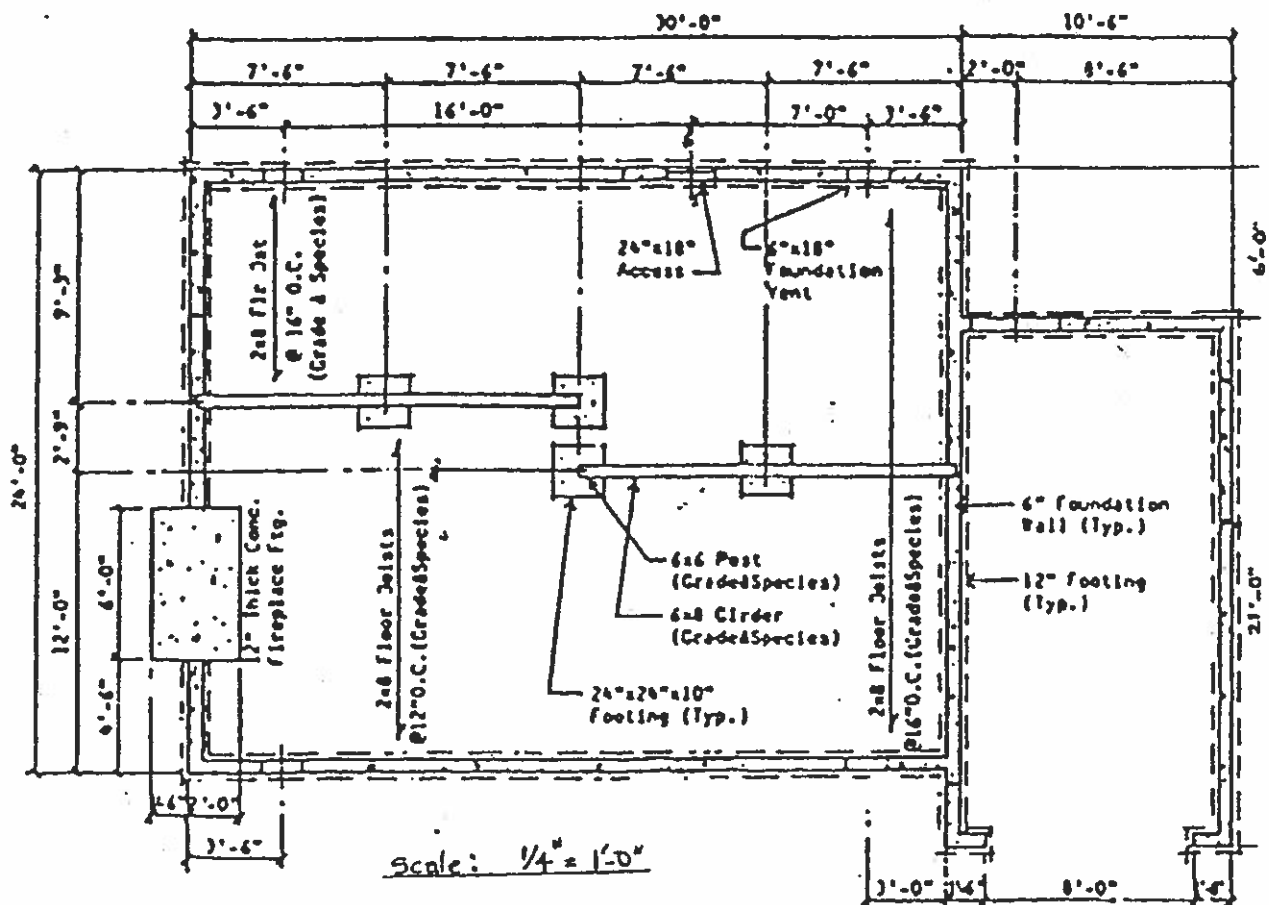 30'-0" 10'-6"
7'-6" 7'-6" 7'-6" 7'-6" 2'-0" 8'-6"
3'-6" 16'-0" 7'-0" 3'-6"
24"x18"
Access
6"x18"
Foundation
Vent
2x8 Flr Jst
@ 16" O.C.
(Grade & Species)
6'-0"
9'-9"
2'-9"
24'-0"
12'-0"
6'-0"
4'-6"
12" Thick Conc.
Fireplace Ftg.
2x8 Floor Joists
@12"O.C.(Grade&Species)
6x6 Post
(Grade&Species)
6x8 Girder
(Grade&Species)
24"x24"x10"
Footing (Typ.)
2x8 Floor Joists
@16"O.C.(Grade&Species)
6" Foundation
Wall (Typ.)
12" Footing
(Typ.)
21'-0"
2'-0"
3'-6"
Scale: 1/4" = 1'-0"
3'-0" 8'-0"